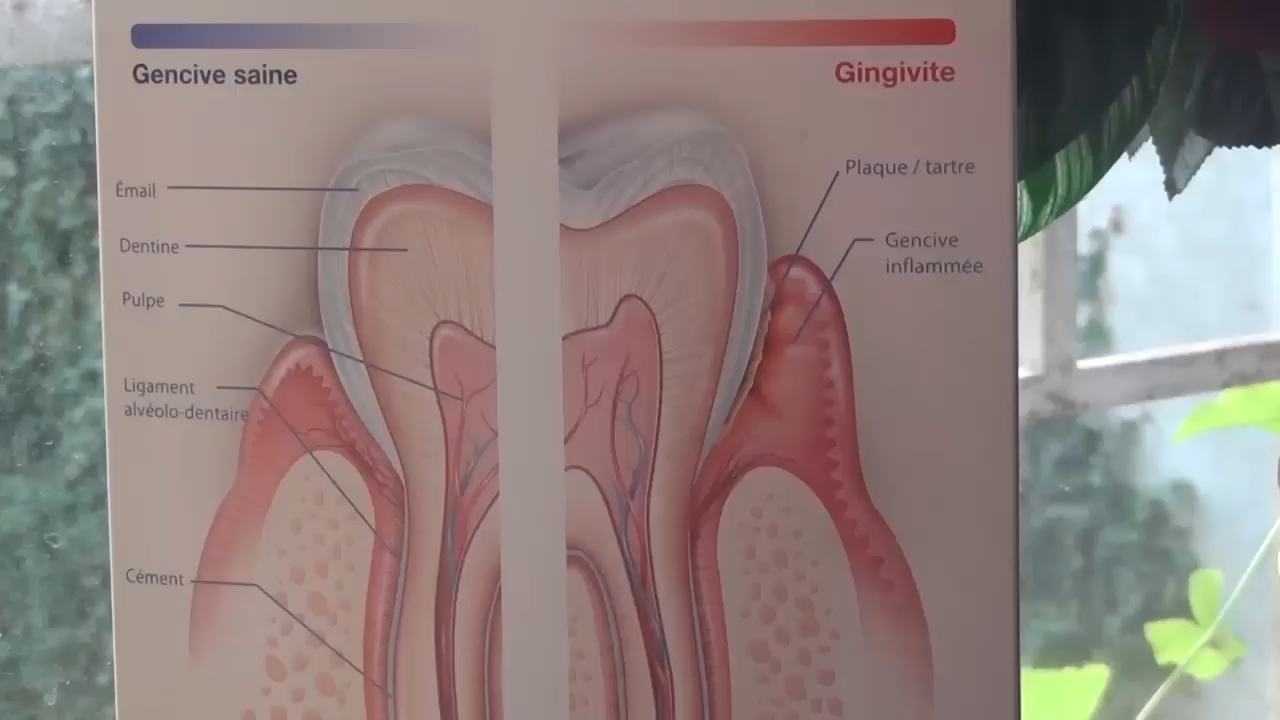 Gencive saine
Gingivite
Émail
Dentine
Pulpe
Ligament
alvéolo-dentaire
Cément
Plaque / tartre
Gencive
inflammée